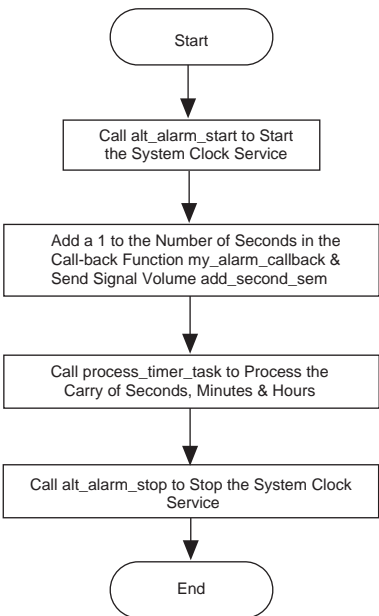 Start
Call alt_alarm_start to Start
the System Clock Service
Add a 1 to the Number of Seconds in the
Call-back Function my_alarm_callback &
Send Signal Volume add_second_sem
Call process_timer_task to Process the
Carry of Seconds, Minutes & Hours
Call alt_alarm_stop to Stop the System Clock
Service
End